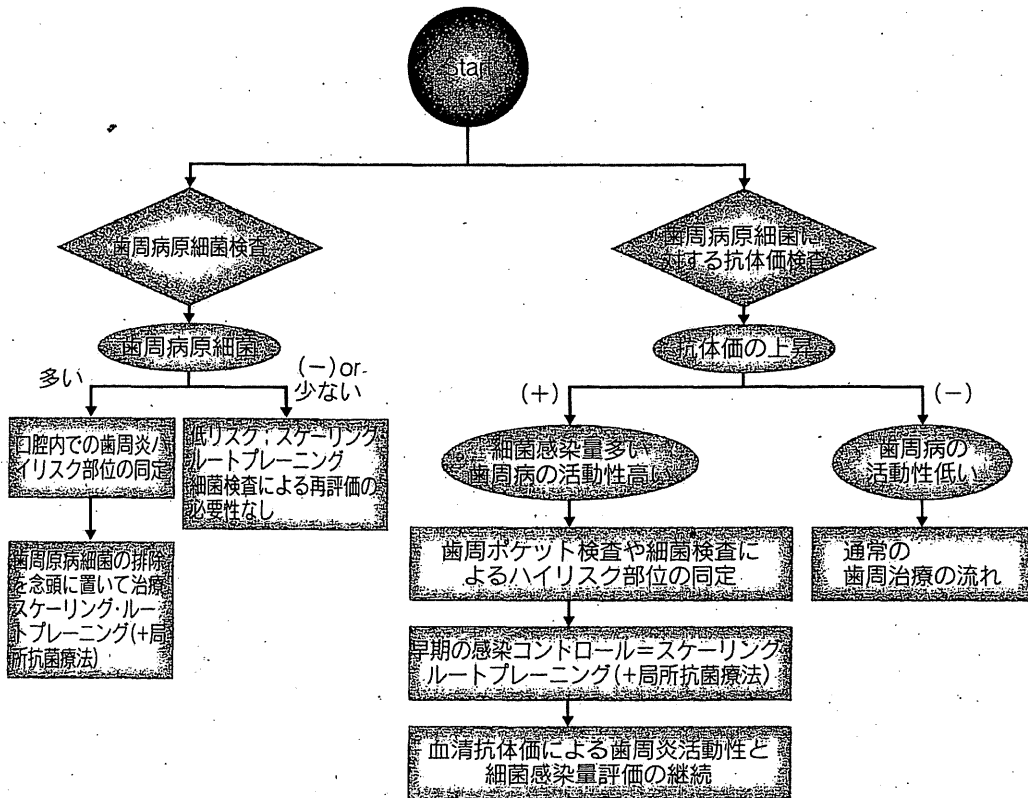 Start
歯周病原細菌検査
歯周病原細菌に
対する抗体価検査
歯周病原細菌
抗体価の上昇
多い
(－)or
少ない
(＋)
(－)
口腔内での歯周炎ハ
イリスク部位の同定
低リスク；スケーリング
ルートプレーニング
細菌検査による再評価の
必要性なし
細菌感染量多い
歯周病の活動性高い
歯周病の
活動性低い
歯周原病細菌の排除
を念頭に置いて治療
スケーリング・ルー
トプレーニング(+局
所抗菌療法)
歯周ポケット検査や細菌検査に
よるハイリスク部位の同定
通常の
歯周治療の流れ
早期の感染コントロール＝スケーリング
ルートプレーニング(+局所抗菌療法)
血清抗体価による歯周炎活動性と
細菌感染量評価の継続